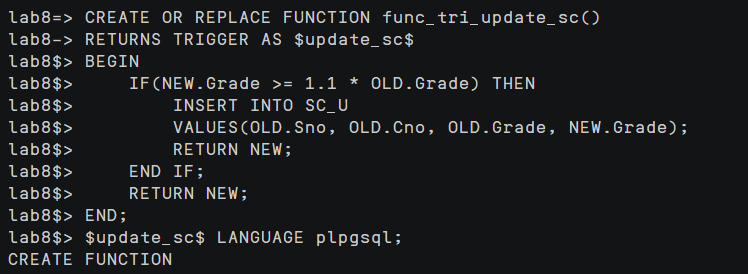 lab8=> CREATE OR REPLACE FUNCTION func_tri_update_sc()
lab8-> RETURNS TRIGGER AS $update_sc$
lab8$> BEGIN
lab8$>     IF(NEW.Grade >= 1.1 * OLD.Grade) THEN
lab8$>         INSERT INTO SC_U
lab8$>         VALUES(OLD.Sno, OLD.Cno, OLD.Grade, NEW.Grade);
lab8$>         RETURN NEW;
lab8$>     END IF;
lab8$>     RETURN NEW;
lab8$> END;
lab8$> $update_sc$ LANGUAGE plpgsql;
CREATE FUNCTION